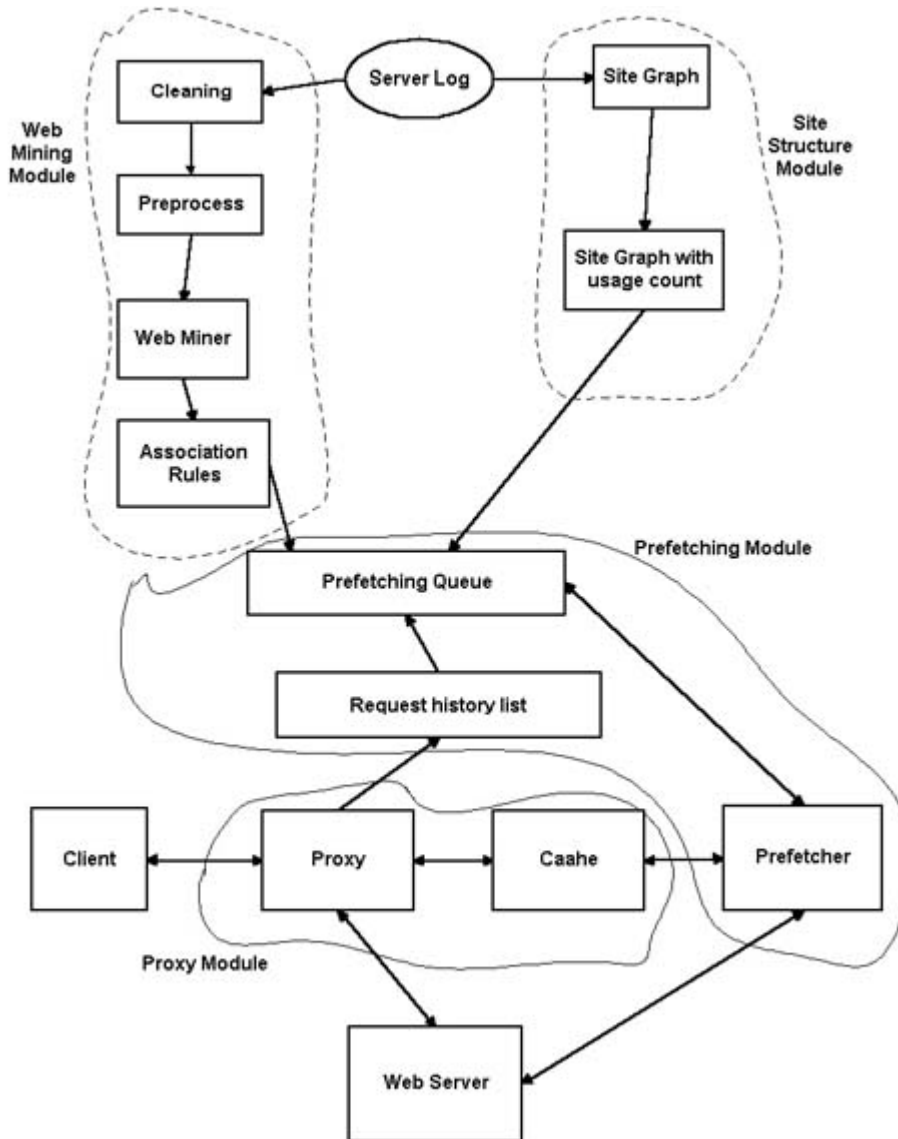 Server Log
Cleaning
Site Graph
Web
Mining
Module
Site
Structure
Module
Preprocess
Site Graph with
usage count
Web Miner
Association
Rules
Prefetching Module
Prefetching Queue
Request history list
Client
Proxy
Caahe
Prefetcher
Proxy Module
Web Server